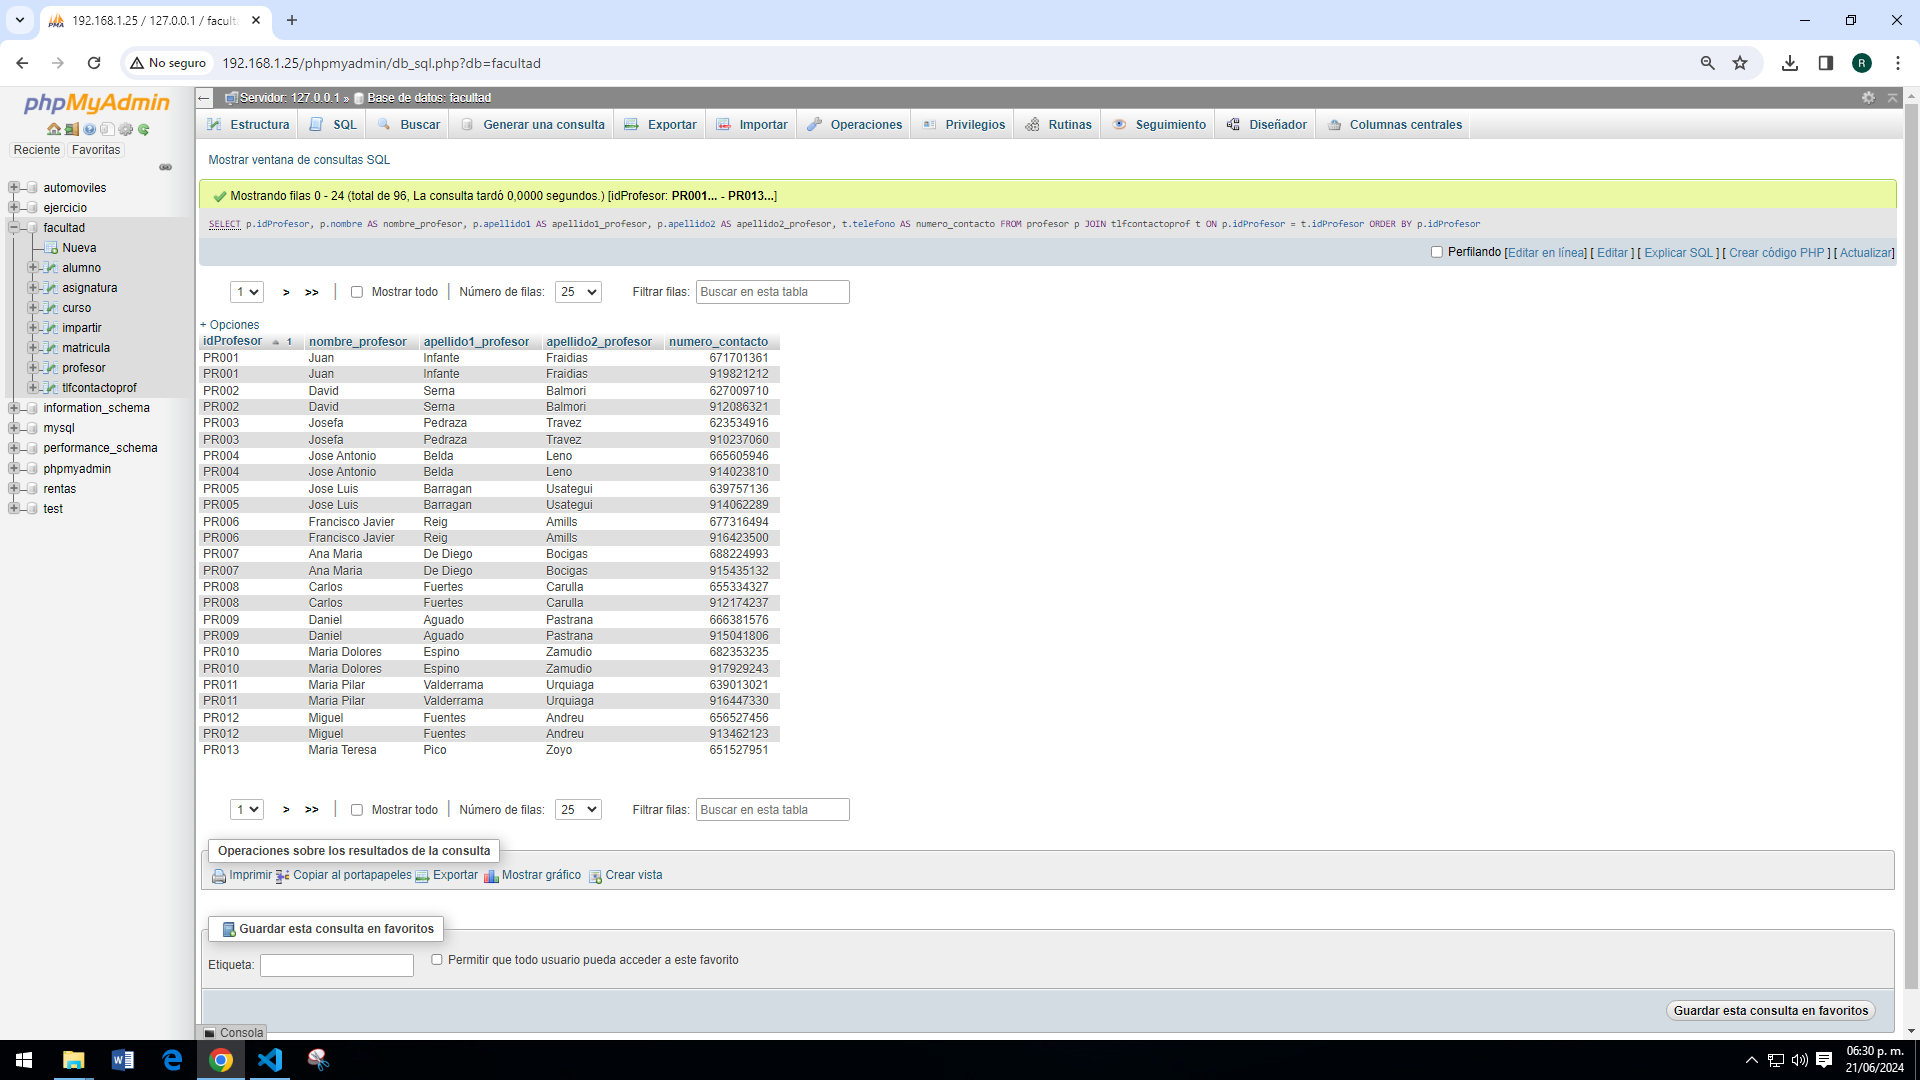 192.168.1.25 / 127.0.0.1 / facult
No seguro
192.168.1.25/phpmyadmin/db_sql.php?db=facultad
R
phpMyAdmin
Reciente Favoritas
automoviles
ejercicio
facultad
Nueva
alumno
asignatura
curso
impartir
matricula
profesor
tlfcontactoprof
information_schema
mysql
performance_schema
phpmyadmin
rentas
test
Servidor: 127.0.0.1 » Base de datos: facultad
Estructura SQL Buscar Generar una consulta Exportar Importar Operaciones Privilegios Rutinas Seguimiento Diseñador Columnas centrales
Mostrar ventana de consultas SQL
Mostrando filas 0 - 24 (total de 96, La consulta tardó 0,0000 segundos.) [idProfesor: PR001... - PR013...]
SELECT p.idProfesor, p.nombre AS nombre_profesor, p.apellido1 AS apellido1_profesor, p.apellido2 AS apellido2_profesor, t.telefono AS numero_contacto FROM profesor p JOIN tlfcontactoprof t ON p.idProfesor = t.idProfesor ORDER BY p.idProfesor
Perfilando [Editar en línea] [ Editar ] [ Explicar SQL ] [ Crear código PHP ] [ Actualizar]
1 > >> | Mostrar todo | Número de filas: 25 Filtrar filas: Buscar en esta tabla
+ Opciones
idProfesor 1 nombre_profesor apellido1_profesor apellido2_profesor numero_contacto
PR001 Juan Infante Fraidias 671701361
PR001 Juan Infante Fraidias 919821212
PR002 David Serna Balmori 627009710
PR002 David Serna Balmori 912086321
PR003 Josefa Pedraza Travez 623534916
PR003 Josefa Pedraza Travez 910237060
PR004 Jose Antonio Belda Leno 665605946
PR004 Jose Antonio Belda Leno 914023810
PR005 Jose Luis Barragan Usategui 639757136
PR005 Jose Luis Barragan Usategui 914062289
PR006 Francisco Javier Reig Amills 677316494
PR006 Francisco Javier Reig Amills 916423500
PR007 Ana Maria De Diego Bocigas 688224993
PR007 Ana Maria De Diego Bocigas 915435132
PR008 Carlos Fuertes Carulla 655334327
PR008 Carlos Fuertes Carulla 912174237
PR009 Daniel Aguado Pastrana 666381576
PR009 Daniel Aguado Pastrana 915041806
PR010 Maria Dolores Espino Zamudio 682353235
PR010 Maria Dolores Espino Zamudio 917929243
PR011 Maria Pilar Valderrama Urquiaga 639013021
PR011 Maria Pilar Valderrama Urquiaga 916447330
PR012 Miguel Fuentes Andreu 656527456
PR012 Miguel Fuentes Andreu 913462123
PR013 Maria Teresa Pico Zoyo 651527951
1 > >> | Mostrar todo | Número de filas: 25 Filtrar filas: Buscar en esta tabla
Operaciones sobre los resultados de la consulta
Imprimir Copiar al portapapeles Exportar Mostrar gráfico Crear vista
Guardar esta consulta en favoritos
Etiqueta: Permitir que todo usuario pueda acceder a este favorito
Guardar esta consulta en favoritos
Consola
06:30 p. m.
21/06/2024